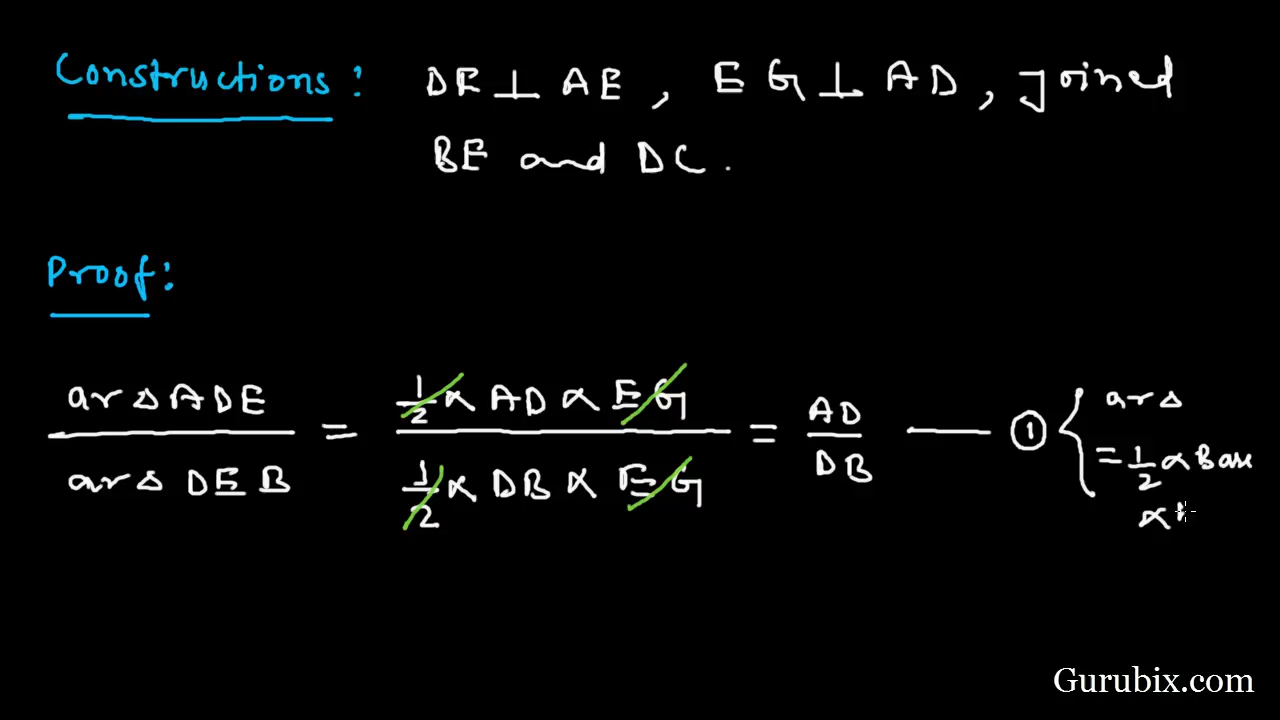 Constructions: DF⊥AE, EG⊥AD, joined
BE and DC.
Proof:
ar△ADE / ar△DEB = 1/2 × AD × EG / 1/2 × DB × EG = AD / DB — ① { ar△
= 1/2 × Base
×
Gurubix.com